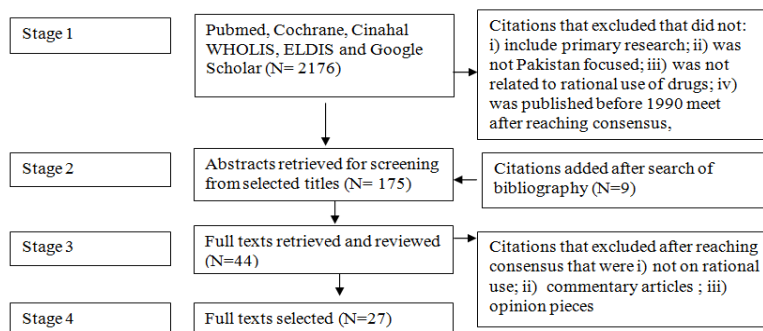 Stage 1
Pubmed, Cochrane, Cinahal
WHOLIS, ELDIS and Google
Scholar (N= 2176)
Citations that excluded that did not:
i) include primary research; ii) was
not Pakistan focused; iii) was not
related to rational use of drugs; iv)
was published before 1990 meet
after reaching consensus,
Stage 2
Abstracts retrieved for screening
from selected titles (N= 175)
Citations added after search of
bibliography (N=9)
Stage 3
Full texts retrieved and reviewed
(N=44)
Citations that excluded after reaching
consensus that were i) not on rational
use; ii) commentary articles ; iii)
opinion pieces
Stage 4
Full texts selected (N=27)